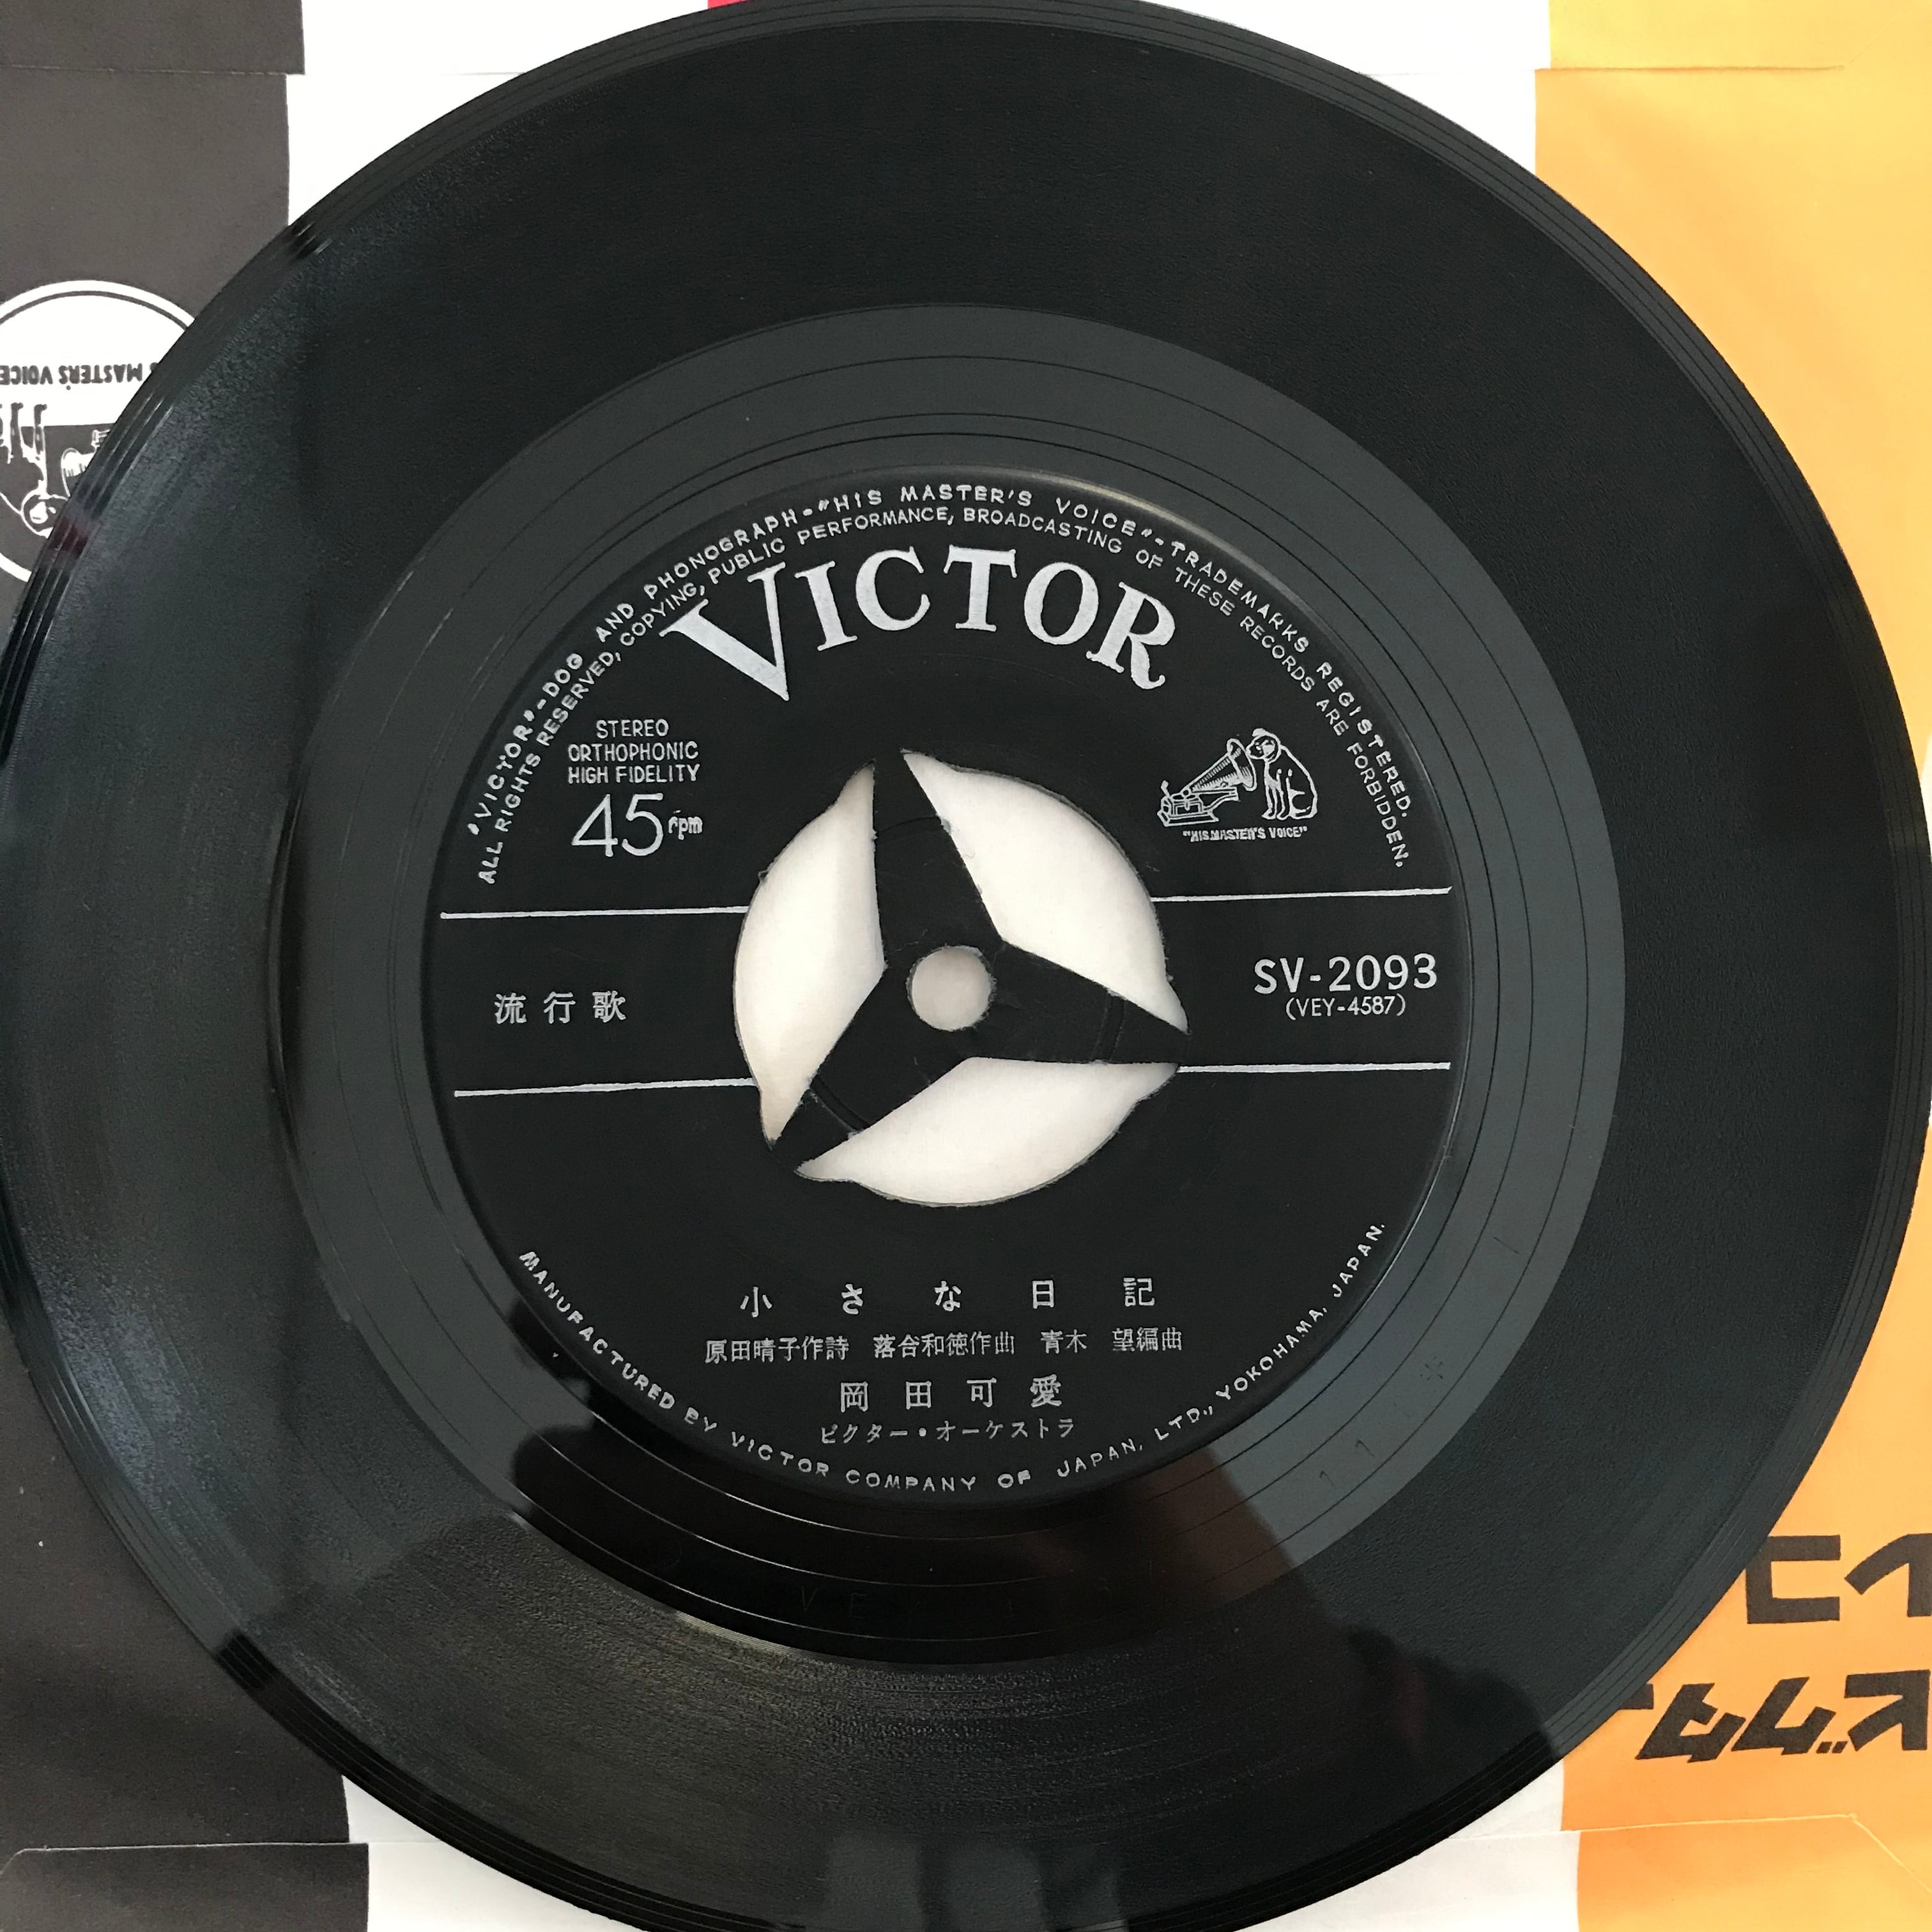 "VICTOR"-DOG AND PHONOGRAPH-"HIS MASTER'S VOICE"-TRADEMARKS REGISTERED.
ALL RIGHTS RESERVED, COPYING, PUBLIC PERFORMANCE, BROADCASTING OF THESE RECORDS ARE FORBIDDEN.
VICTOR
STEREO
ORTHOPHONIC
HIGH FIDELITY
45rpm
"HIS MASTER'S VOICE"
流行歌
SV-2093
(VEY-4587)
小さな日記
原田晴子作詩 落合和徳作曲 青木 望編曲
岡田可愛
ビクター・オーケストラ
MANUFACTURED BY VICTOR COMPANY OF JAPAN, LTD., YOKOHAMA, JAPAN.
MASTER'S VOICE